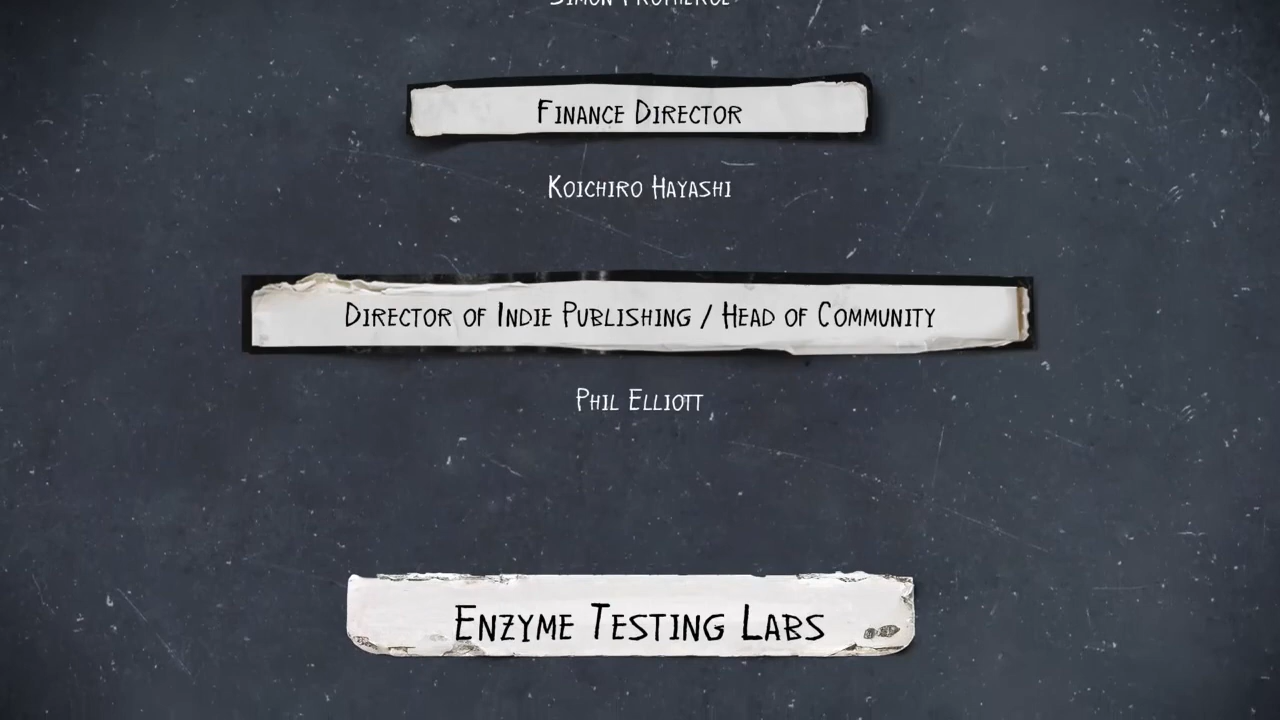 Finance Director
Koichiro Hayashi
Director of Indie Publishing / Head of Community
Phil Elliott
Enzyme Testing Labs